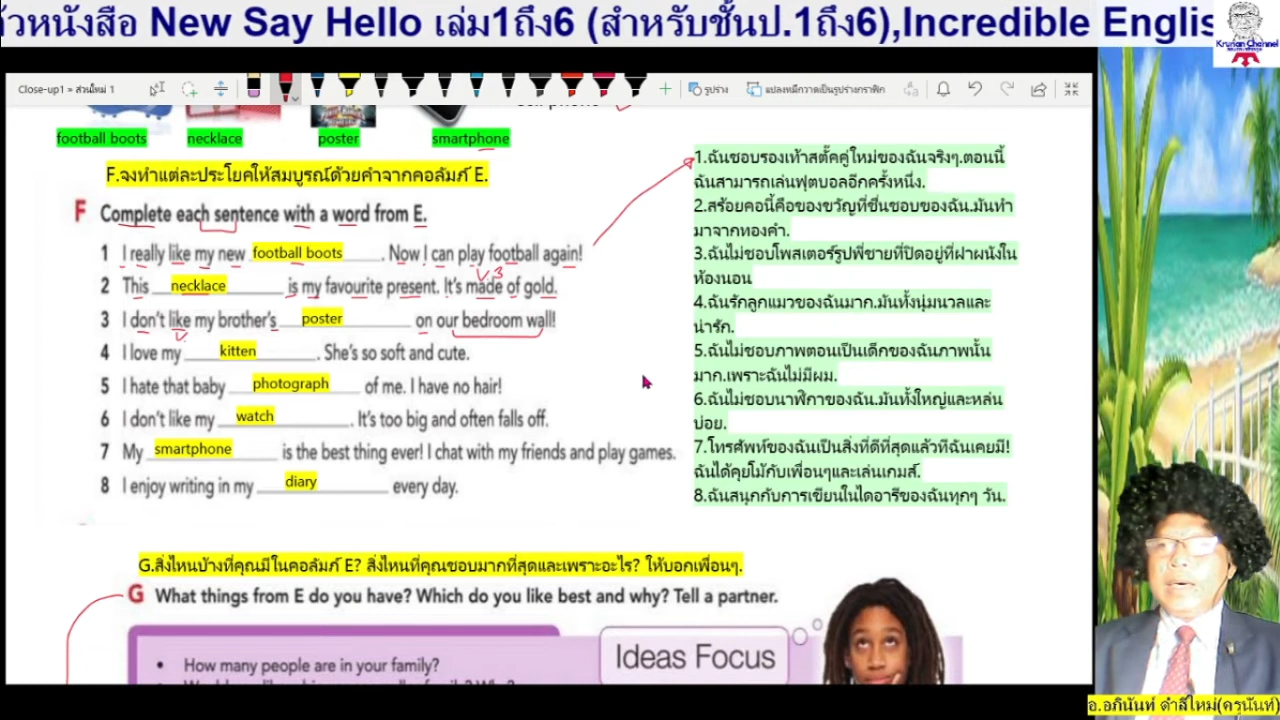 วหนังสือ New Say Hello เล่ม1ถึง6 (สำหรับชั้นป.1ถึง6),Incredible Englis
Krunan Channel
Close-up1 » ส่วนใหม่ 1
รูปร่าง
แปลงหมึกวาดเป็นรูปร่างกราฟิก
football boots
necklace
poster
smartphone
F.จงทำแต่ละประโยคให้สมบูรณ์ด้วยคำจากคอลัมภ์ E.
F Complete each sentence with a word from E.
1 I really like my new football boots. Now I can play football again!
V.3
2 This necklace is my favourite present. It's made of gold.
3 I don't like my brother's poster on our bedroom wall!
V.
4 I love my kitten. She's so soft and cute.
5 I hate that baby photograph of me. I have no hair!
6 I don't like my watch. It's too big and often falls off.
7 My smartphone is the best thing ever! I chat with my friends and play games.
8 I enjoy writing in my diary every day.
1.ฉันชอบรองเท้าสตั๊คคู่ใหม่ของฉันจริงๆ.ตอนนี้
ฉันสามารถเล่นฟุตบอลอีกครั้งหนึ่ง.
2.สร้อยคอนี้คือของขวัญที่ชื่นชอบของฉัน.มันทำ
มาจากทองคำ.
3.ฉันไม่ชอบโพสเตอร์รูปพี่ชายที่ปิดอยู่ที่ฝาผนังใน
ห้องนอน
4.ฉันรักลูกแมวของฉันมาก.มันทั้งนุ่มนวลและ
น่ารัก.
5.ฉันไม่ชอบภาพตอนเป็นเด็กของฉันภาพนั้น
มาก.เพราะฉันไม่มีผม.
6.ฉันไม่ชอบนาฬิกาของฉัน.มันทั้งใหญ่และหล่น
บ่อย.
7.โทรศัพท์ของฉันเป็นสิ่งที่ดีที่สุดแล้วที่ฉันเคยมี!
ฉันได้คุยโม้กับเพื่อนๆและเล่นเกมส์.
8.ฉันสนุกกับการเขียนในไดอารีของฉันทุกๆ วัน.
G.สิ่งไหนบ้างที่คุณมีในคอลัมภ์ E? สิ่งไหนที่คุณชอบมากที่สุดและเพราะอะไร? ให้บอกเพื่อนๆ.
G What things from E do you have? Which do you like best and why? Tell a partner.
• How many people are in your family?
Ideas Focus
อ.อภินันท์ ดำสีใหม่(ครูนันท์)